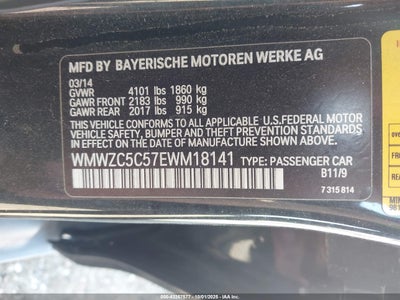 MFD BY BAYERISCHE MOTOREN WERKE AG
03/14
GVWR 4101 lbs 1860 kg
GAWR FRONT 2183 lbs 990 kg
GAWR REAR 2017 lbs 915 kg
THIS VEHICLE CONFORMS TO ALL APPLICABLE U.S.FEDERAL MOTOR
VEHICLE SAFETY, BUMPER AND THEFT PREVENTION STANDARDS
IN EFFECT ON THE DATE OF MANUFACTURE SHOWN ABOVE.
WMWZC5C57EWM18141 TYPE: PASSENGER CAR
B11/9
7 315 814